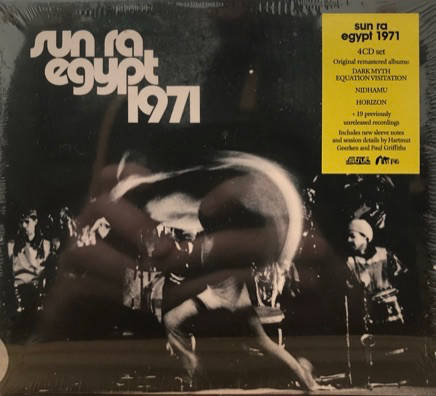 sun ra
egypt
1971
sun ra
egypt 1971
4CD set
Original remastered albums:
DARK MYTH
EQUATION VISITATION
NIDHAMU
HORIZON
+ 19 previously
unreleased recordings
Includes new sleeve notes
and session details by Hartmut
Geerken and Paul Griffiths